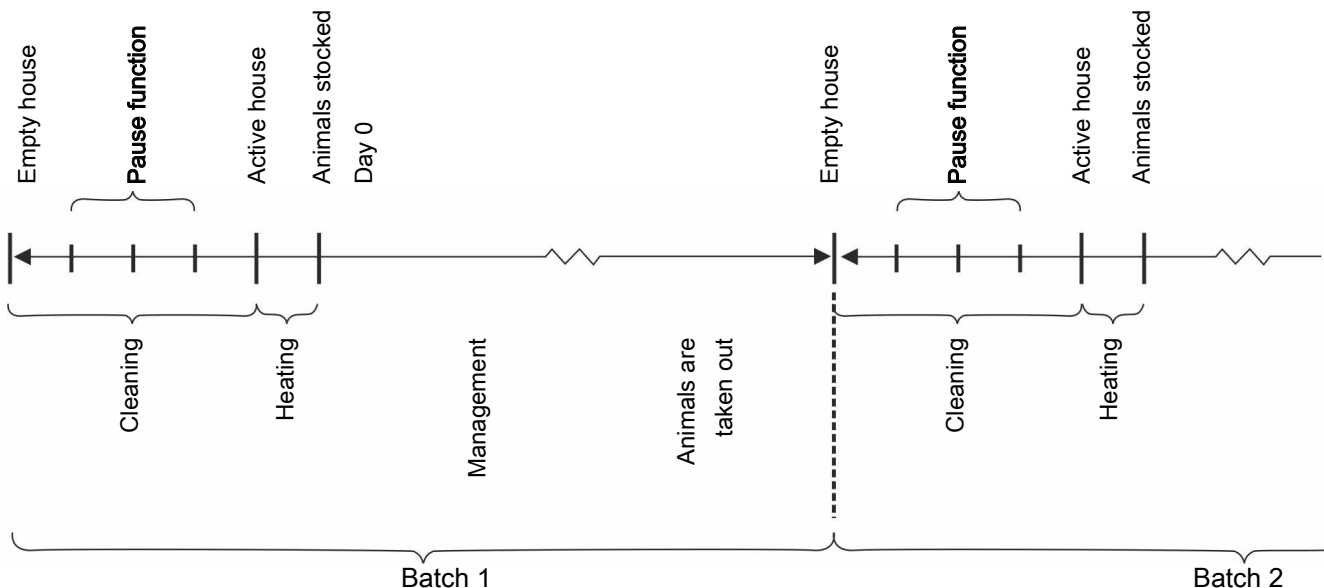 Empty house
Pause function
Active house
Animals stocked
Day 0
Empty house
Pause function
Active house
Animals stocked
Cleaning
Heating
Management
Animals are
taken out
Cleaning
Heating
Batch 1
Batch 2